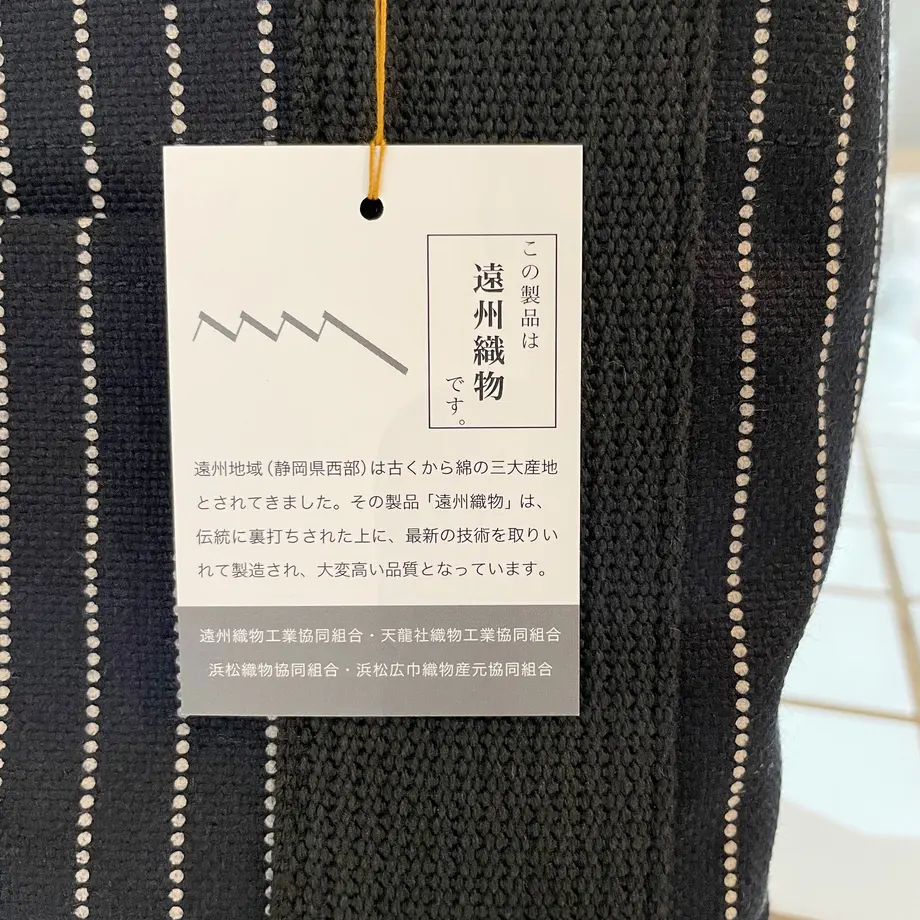 この製品は
遠州織物
です。
遠州地域（静岡県西部）は古くから綿の三大産地
とされてきました。その製品「遠州織物」は、
伝統に裏打ちされた上に、最新の技術を取りい
れて製造され、大変高い品質となっています。
遠州織物工業協同組合・天龍社織物工業協同組合
浜松織物協同組合・浜松広巾織物産元協同組合